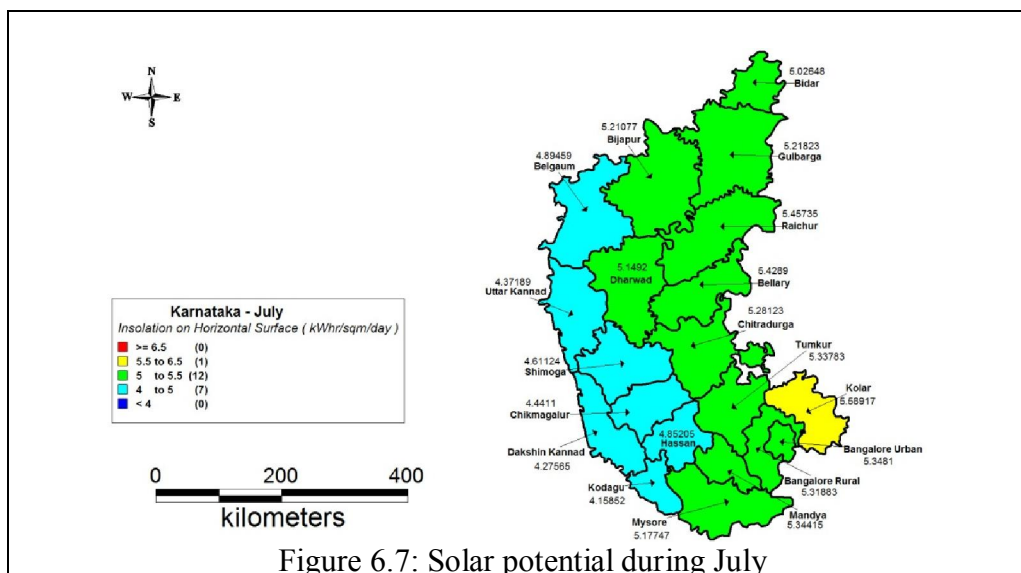 N
W E
S
5.02648
Bidar
5.21077
Bijapur
5.21823
Gulbarga
4.89459
Belgaum
5.45735
Raichur
5.1492
Dharwad
5.4289
Bellary
4.37189
Uttar Kannad
5.28123
Chitradurga
Tumkur
5.33783
4.61124
Shimoga
Kolar
5.68917
4.4411
Chikmagalur
4.85205
Hassan
Dakshin Kannad
4.27565
Bangalore Urban
5.3481
Kodagu
4.15852
Bangalore Rural
5.31883
Mysore
5.17747
Mandya
5.34415
Karnataka - July
Insolation on Horizontal Surface ( kWhr/sqm/day )
>= 6.5 (0)
5.5 to 6.5 (1)
5 to 5.5 (12)
4 to 5 (7)
< 4 (0)
0 200 400
kilometers
Figure 6.7: Solar potential during July